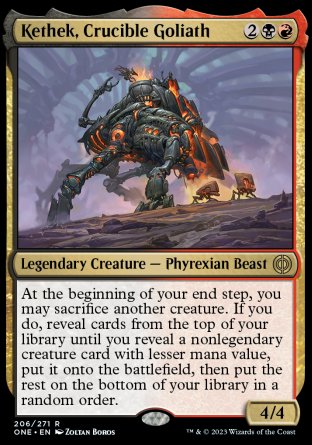 Kethek, Crucible Goliath 2
Legendary Creature — Phyrexian Beast
At the beginning of your end step, you
may sacrifice another creature. If you
do, reveal cards from the top of your
library until you reveal a nonlegendary
creature card with lesser mana value,
put it onto the battlefield, then put the
rest on the bottom of your library in a
random order.
4/4
206/271 R
ONE • EN Zoltan Boros
™ & © 2023 Wizards of the Coast